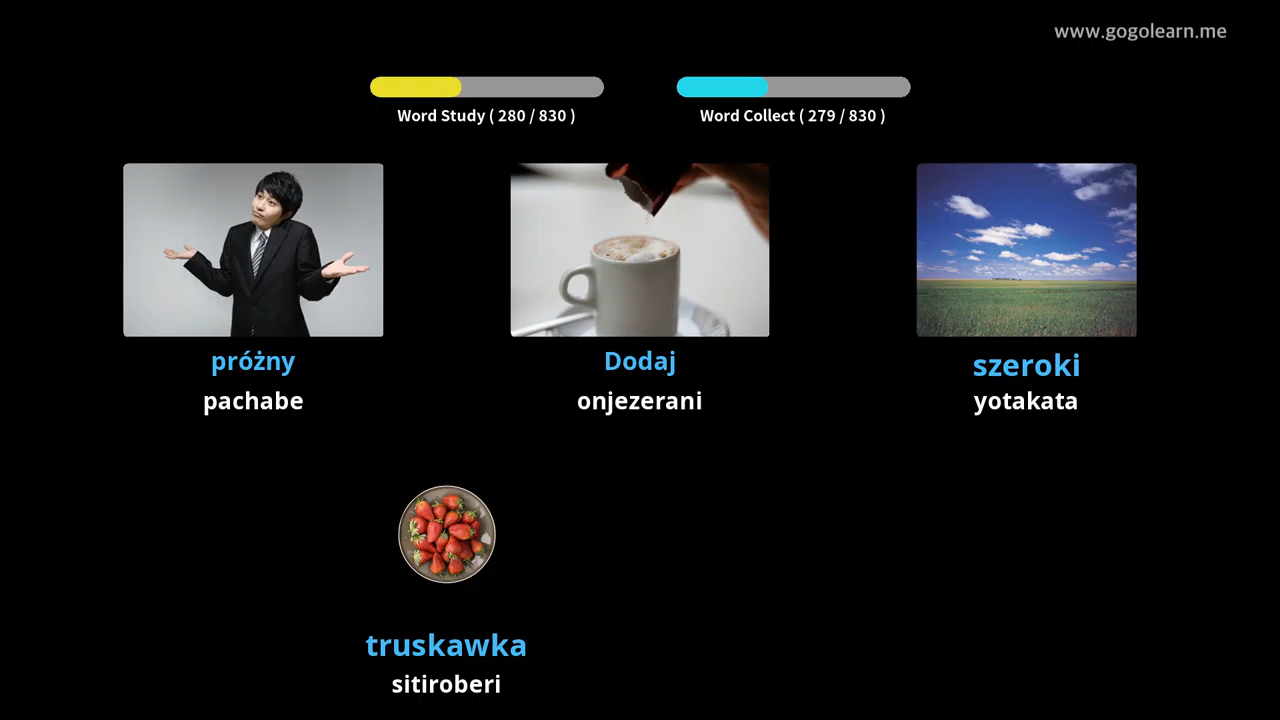 www.gogolearn.me
Word Study ( 280 / 830 )
Word Collect ( 279 / 830 )
próżny
pachabe
Dodaj
onjezerani
szeroki
yotakata
truskawka
sitiroberi